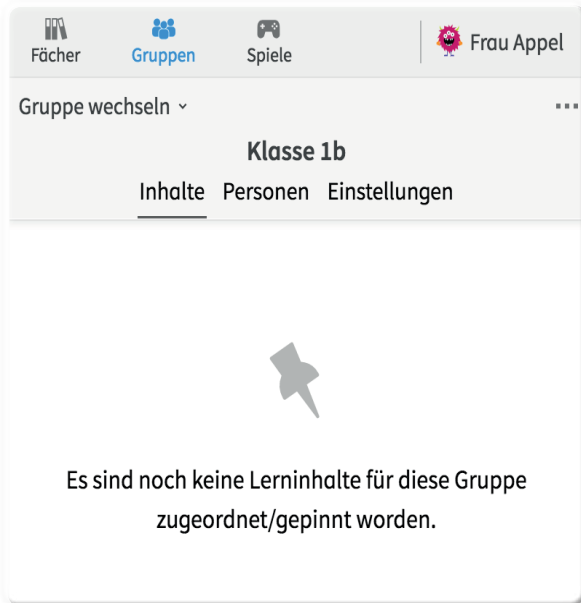 Fächer Gruppen Spiele Frau Appel
Gruppe wechseln
Klasse 1b
Inhalte Personen Einstellungen
Es sind noch keine Lerninhalte für diese Gruppe
zugeordnet/gepinnt worden.